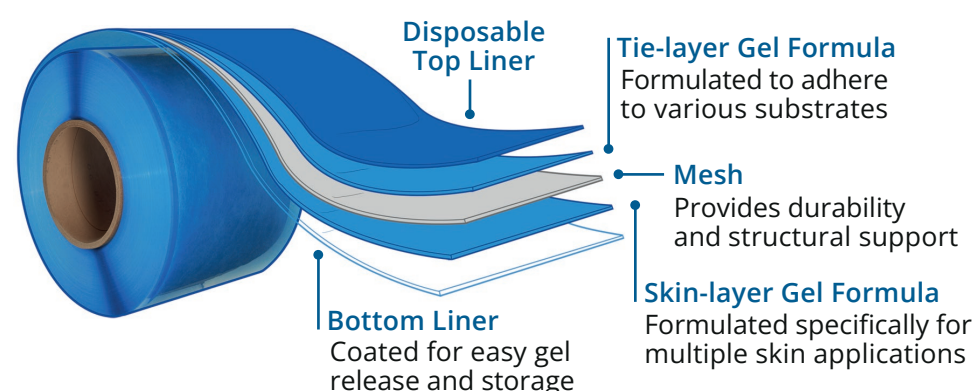 Disposable
Top Liner
Tie-layer Gel Formula
Formulated to adhere
to various substrates
Mesh
Provides durability
and structural support
Skin-layer Gel Formula
Formulated specifically for
multiple skin applications
Bottom Liner
Coated for easy gel
release and storage